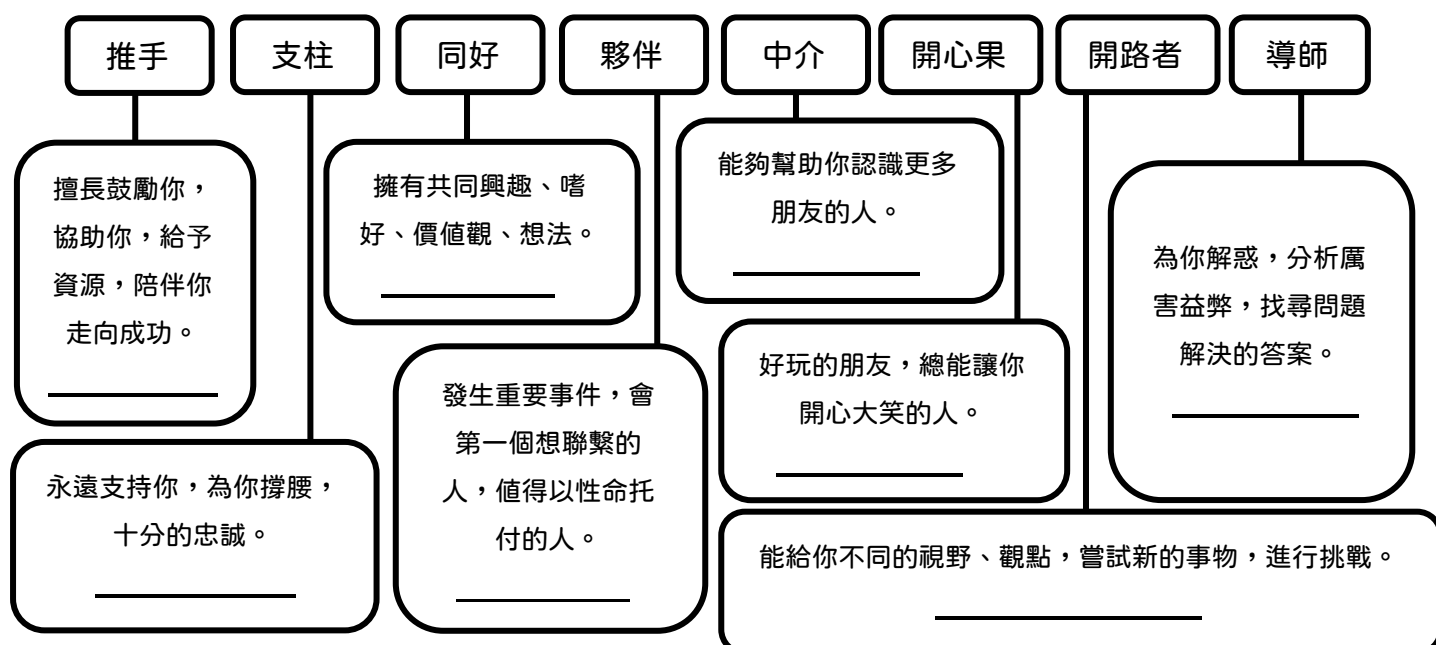 推手
支柱
同好
夥伴
中介
開心果
開路者
導師
擅長鼓勵你，
協助你，給予
資源，陪伴你
走向成功。
永遠支持你，為你撐腰，
十分的忠誠。
擁有共同興趣、嗜
好、價值觀、想法。
發生重要事件，會
第一個想聯繫的
人，值得以性命托
付的人。
能夠幫助你認識更多
朋友的人。
好玩的朋友，總能讓你
開心大笑的人。
能給你不同的視野、觀點，嘗試新的事物，進行挑戰。
為你解惑，分析厲
害益弊，找尋問題
解決的答案。